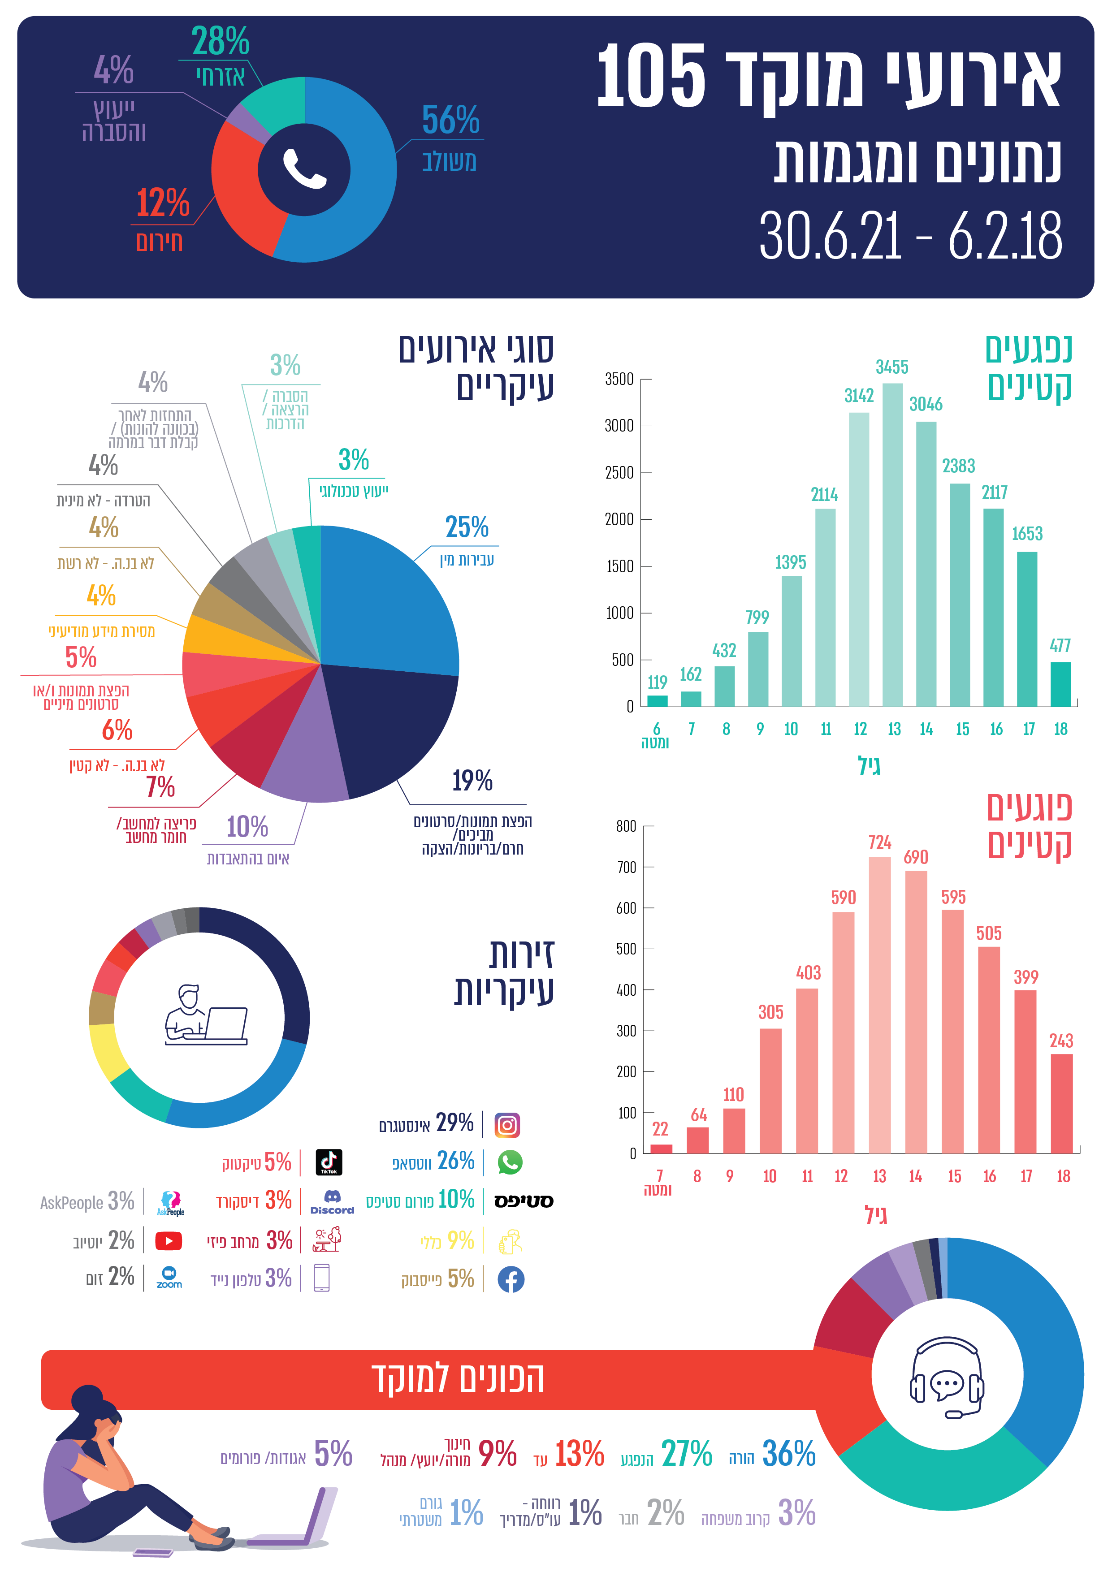 אירועי מוקד 105
נתונים ומגמות
30.6.21 - 6.2.18
56%
משולב
28%
אזרחי
4%
ייעוץ
והסברה
12%
חירום
נפגעים
קטינים
3500
3000
2500
2000
1500
1000
500
0
119
162
432
799
1395
2114
3142
3455
3046
2383
2117
1653
477
6 7 8 9 10 11 12 13 14 15 16 17 18
ומטה
גיל
סוגי אירועים
עיקריים
25%
עבירות מין
19%
הפצת תמונות/סרטונים
מביכים/
חרם/בריונות/הצקה
10%
איום בהתאבדות
7%
פריצה למחשב/
חומר מחשב
6%
לא בנ.ה. - לא קטין
5%
הפצת תמונות ו/או
סרטונים מיניים
4%
מסירת מידע מודיעיני
4%
לא בנ.ה. - לא רשת
4%
הטרדה - לא מינית
4%
התחזות לאחר
(בכוונה להונות) /
קבלת דבר במרמה
3%
הסברה /
הרצאה /
הדרכות
3%
ייעוץ טכנולוגי
פוגעים
קטינים
800
700
600
500
400
300
200
100
0
22
64
110
305
403
590
724
690
595
505
399
243
7 8 9 10 11 12 13 14 15 16 17 18
ומטה
גיל
זירות
עיקריות
29% אינסטגרם
26% ווטסאפ
סטיפס 10% פורום סטיפס
9% כללי
5% פייסבוק
TikTok 5% טיקטוק
Discord 3% דיסקורד
3% מרחב פיזי
3% טלפון נייד
AskPeople 3% AskPeople
2% יוטיוב
zoom 2% זום
הפונים למוקד
36% הורה
27% הנפגע
13% עד
9% חינוך
מורה/יועץ/ מנהל
5% אגודות/ פורומים
3% קרוב משפחה
2% חבר
1% רווחה -
עו"ס/מדריך
1% גורם
משטרתי